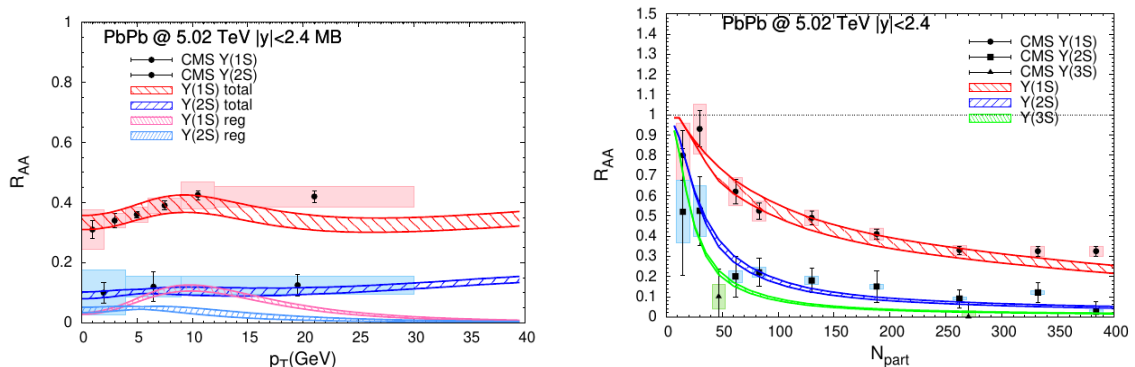 PbPb @ 5.02 TeV |y|<2.4 MB
CMS Y(1S)
CMS Y(2S)
Y(1S) total
Y(2S) total
Y(1S) reg
Y(2S) reg
1
0.8
0.6
0.4
0.2
0
R_AA
0 5 10 15 20 25 30 35 40
p_T(GeV)
PbPb @ 5.02 TeV |y|<2.4
CMS Y(1S)
CMS Y(2S)
CMS Y(3S)
Y(1S)
Y(2S)
Y(3S)
1.5
1.4
1.3
1.2
1.1
1
0.9
0.8
0.7
0.6
0.5
0.4
0.3
0.2
0.1
0
R_AA
0 50 100 150 200 250 300 350 400
N_part